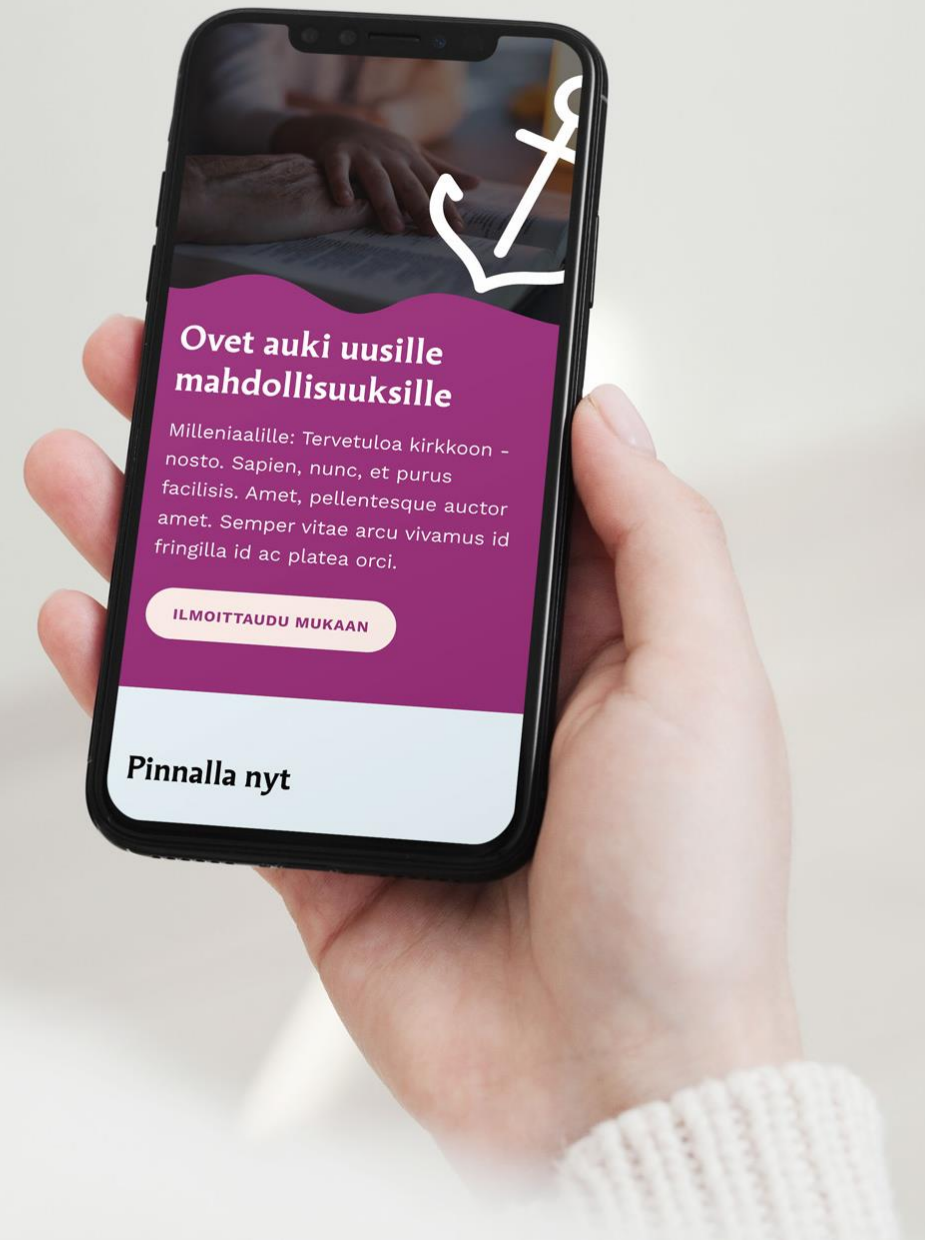 Ovet auki uusille
mahdollisuuksille
Milleniaalille: Tervetuloa kirkkoon -
nosto. Sapien, nunc, et purus
facilisis. Amet, pellentesque auctor
amet. Semper vitae arcu vivamus id
fringilla id ac platea orci.
ILMOITTAUDU MUKAAN
Pinnalla nyt